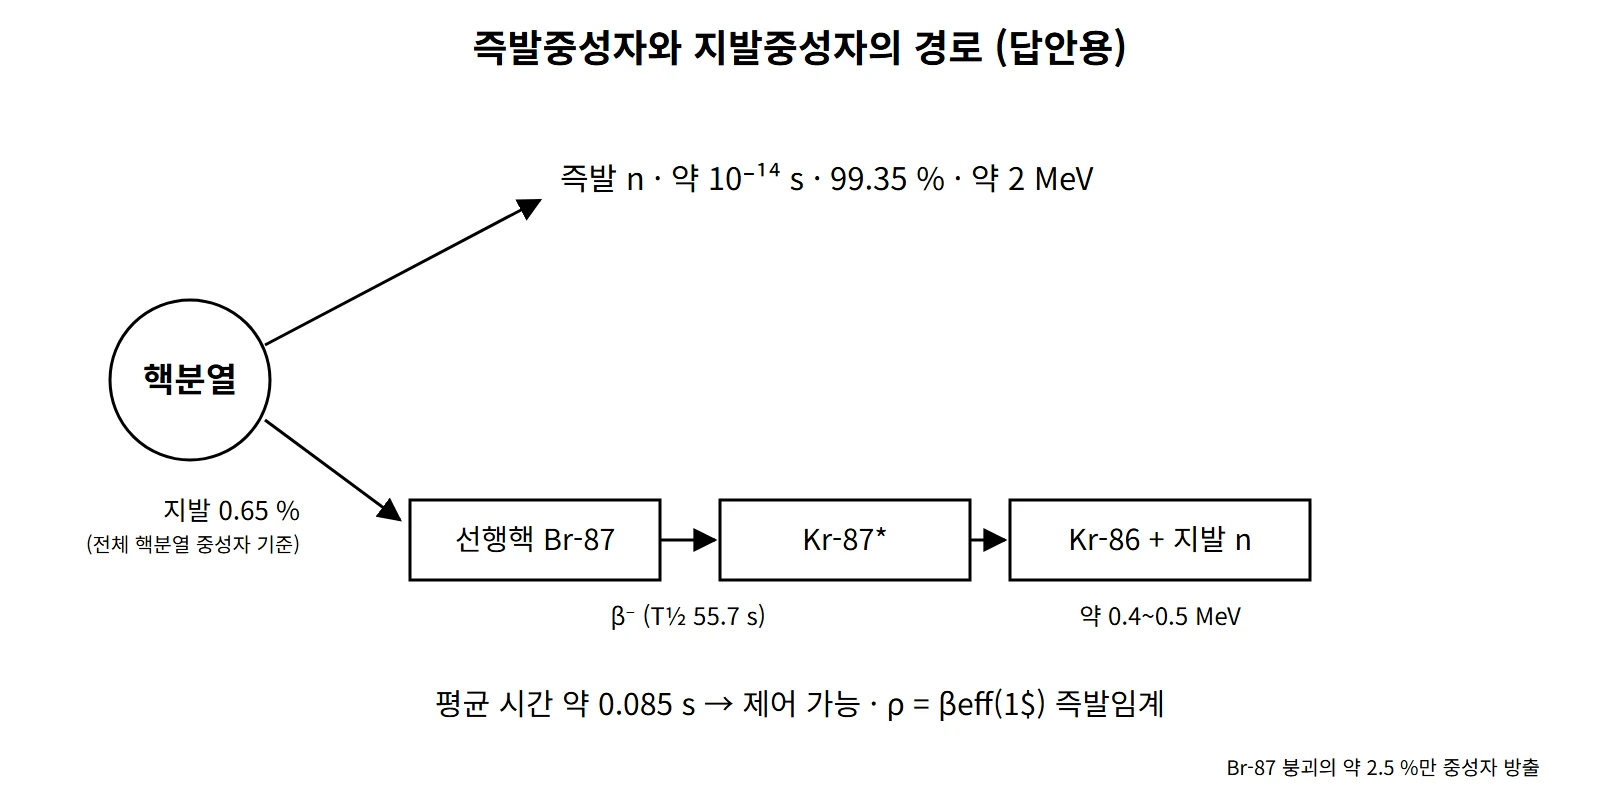 즉발중성자와 지발중성자의 경로 (답안용)
즉발 n · 약 10⁻¹⁴ s · 99.35 % · 약 2 MeV
핵분열
지발 0.65 %
(전체 핵분열 중성자 기준)
선행핵 Br-87
Kr-87*
Kr-86 + 지발 n
β⁻ (T½ 55.7 s)
약 0.4~0.5 MeV
평균 시간 약 0.085 s → 제어 가능 · ρ = βeff(1$) 즉발임계
Br-87 붕괴의 약 2.5 %만 중성자 방출